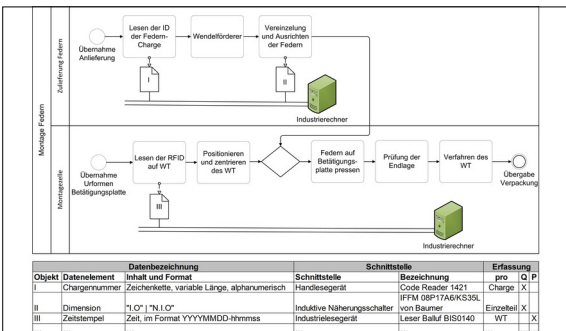 Montage Federn
Zulieferung Federn
Übernahme
Anlieferung
Lesen der ID
der Federn-
Charge
Wendelförderer
Vereinzelung
und Ausrichten
der Federn
I
II
Industrierechner
Montagezelle
Übernahme
Urformen
Betätigungsplatte
Lesen der RFID
auf WT
Positionieren
und zentrieren
des WT
Federn auf
Betätigungs-
platte pressen
Prüfung der
Endlage
Verfahren des
WT
Übergabe
Verpackung
III
Industrierechner
Datenbezeichnung Schnittstelle Erfassung
Objekt Datenelement Inhalt und Format Schnittstelle Bezeichnung pro Q P
I Chargennummer Zeichenkette, variable Länge, alphanumerisch Handlesegerät Code Reader 1421 Charge X
II Dimension "I.O" | "N.I.O" Induktive Näherungsschalter IFFM 08P17A6/KS35L
von Baumer Einzelteil X
III Zeitstempel Zeit, im Format YYYYMMDD-hhmmss Industrielesegerät Leser Balluf BIS0140 WT X